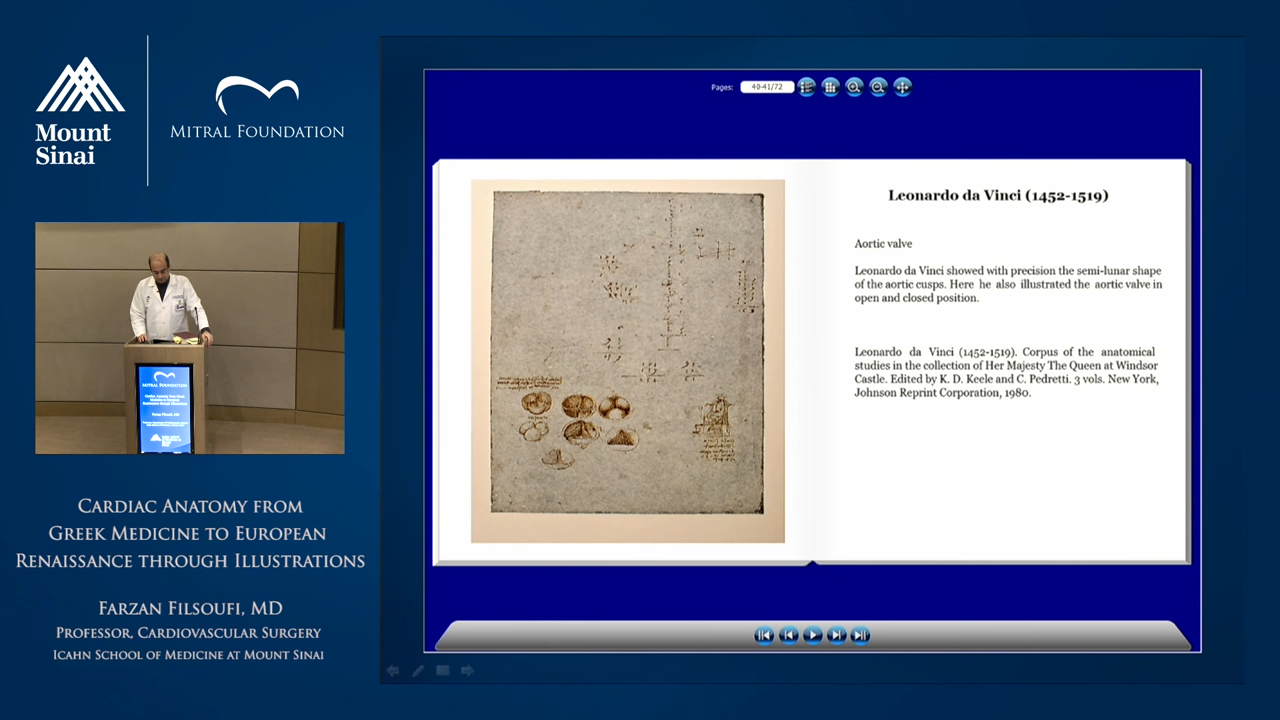 Mount
Sinai
MITRAL FOUNDATION
MITRAL FOUNDATION
CARDIAC ANATOMY FROM
GREEK MEDICINE TO EUROPEAN
RENAISSANCE THROUGH ILLUSTRATIONS
FARZAN FILSOUFI, MD
PROFESSOR, CARDIOVASCULAR SURGERY
ICAHN SCHOOL OF MEDICINE AT MOUNT SINAI
Pages: 40-41/72
Leonardo da Vinci (1452-1519)
Aortic valve
Leonardo da Vinci showed with precision the semi-lunar shape
of the aortic cusps. Here he also illustrated the aortic valve in
open and closed position.
Leonardo da Vinci (1452-1519). Corpus of the anatomical
studies in the collection of Her Majesty The Queen at Windsor
Castle. Edited by K. D. Keele and C. Pedretti. 3 vols. New York,
Johnson Reprint Corporation, 1980.